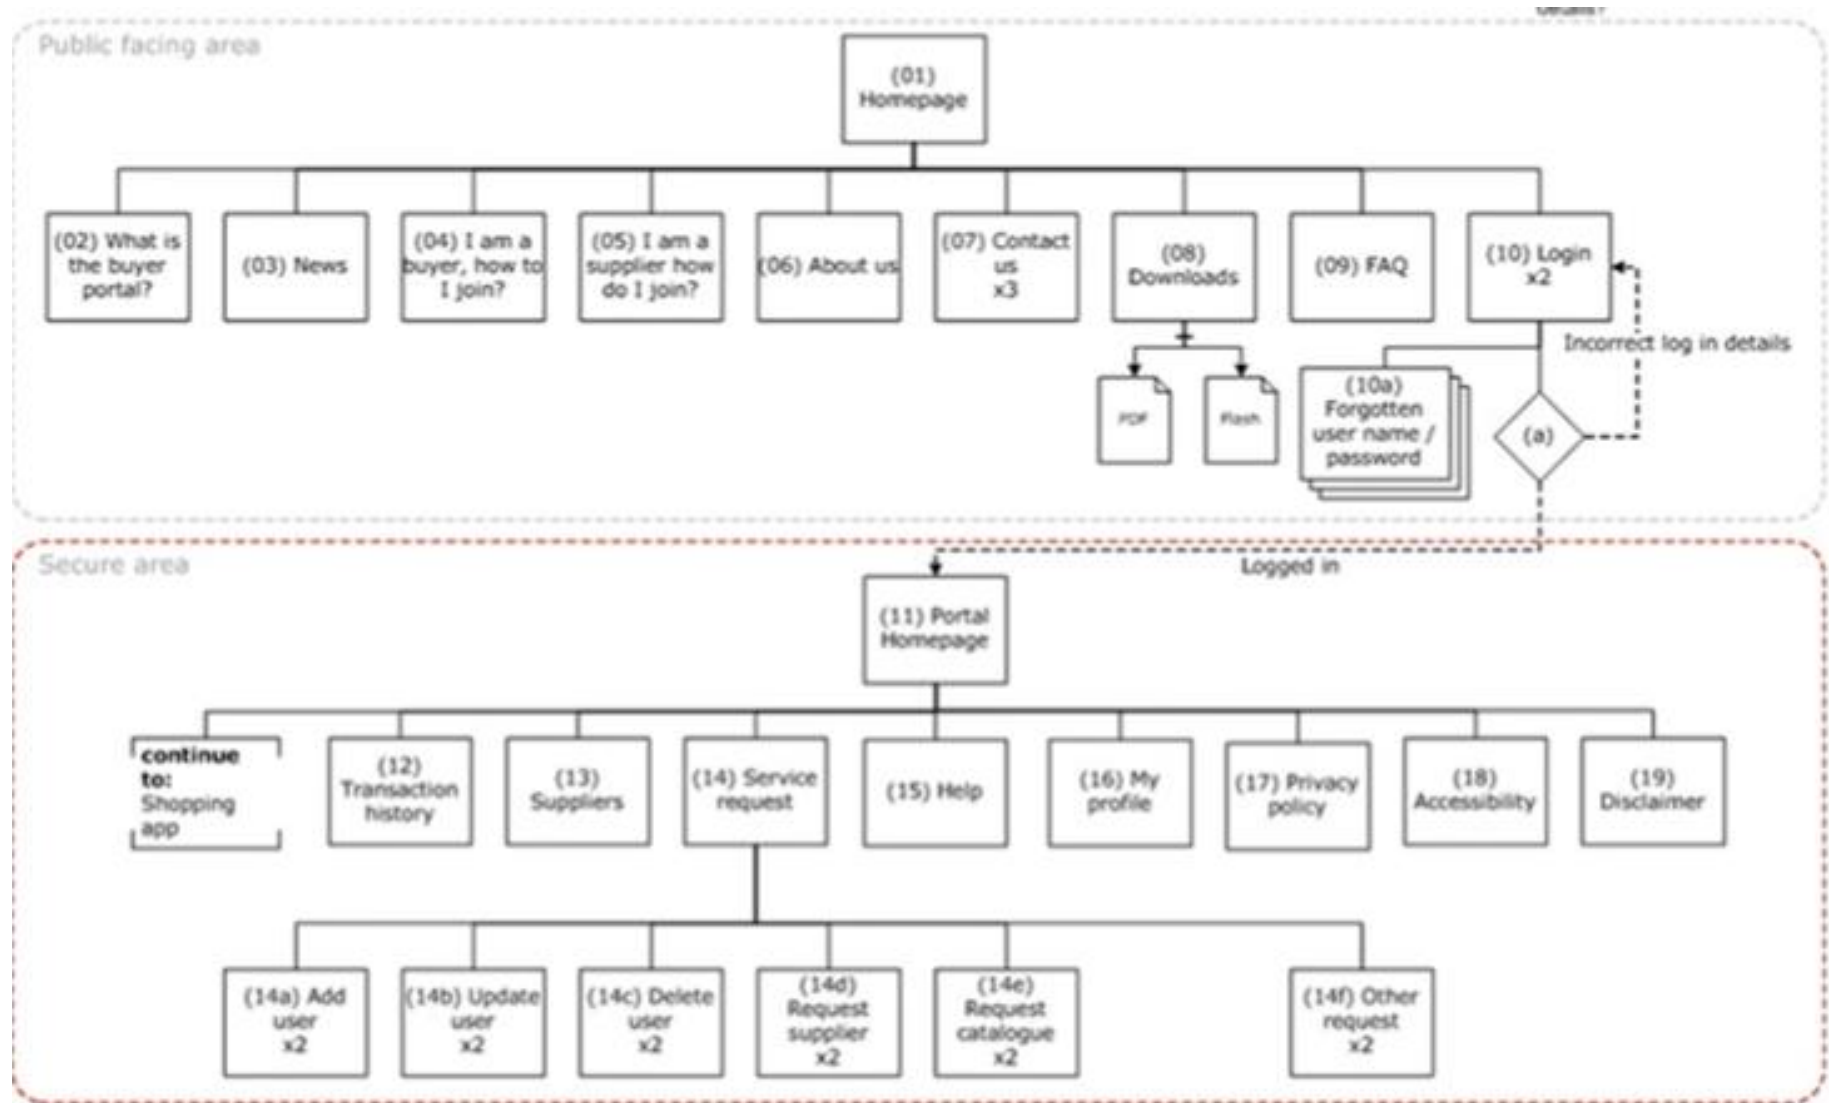 Public facing area
(01)
Homepage
(02) What is
the buyer
portal?
(03) News
(04) I am a
buyer, how to
I join?
(05) I am a
supplier how
do I join?
(06) About us
(07) Contact
us
x3
(08)
Downloads
(09) FAQ
(10) Login
x2
Incorrect log in details
PDF
Flash
(10a)
Forgotten
user name /
password
(a)
Secure area
Logged in
(11) Portal
Homepage
continue
to:
Shopping
app
(12)
Transaction
history
(13)
Suppliers
(14) Service
request
(15) Help
(16) My
profile
(17) Privacy
policy
(18)
Accessibility
(19)
Disclaimer
(14a) Add
user
x2
(14b) Update
user
x2
(14c) Delete
user
x2
(14d)
Request
supplier
x2
(14e)
Request
catalogue
x2
(14f) Other
request
x2